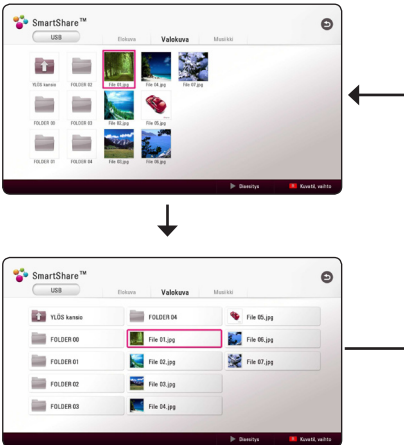 SmartShare™
USB
Elokuva Valokuva Musiikki
YLÖS kansio FOLDER 02 File 01.jpg File 04.jpg File 07.jpg
FOLDER 00 FOLDER 03 File 02.jpg File 05.jpg
FOLDER 01 FOLDER 04 File 03.jpg File 06.jpg
Diaesitys Kuvatil. vaihto
SmartShare™
USB
Elokuva Valokuva Musiikki
YLÖS kansio FOLDER 04 File 05.jpg
FOLDER 00 File 01.jpg File 06.jpg
FOLDER 01 File 02.jpg File 07.jpg
FOLDER 02 File 03.jpg
FOLDER 03 File 04.jpg
Diaesitys Kuvatil. vaihto